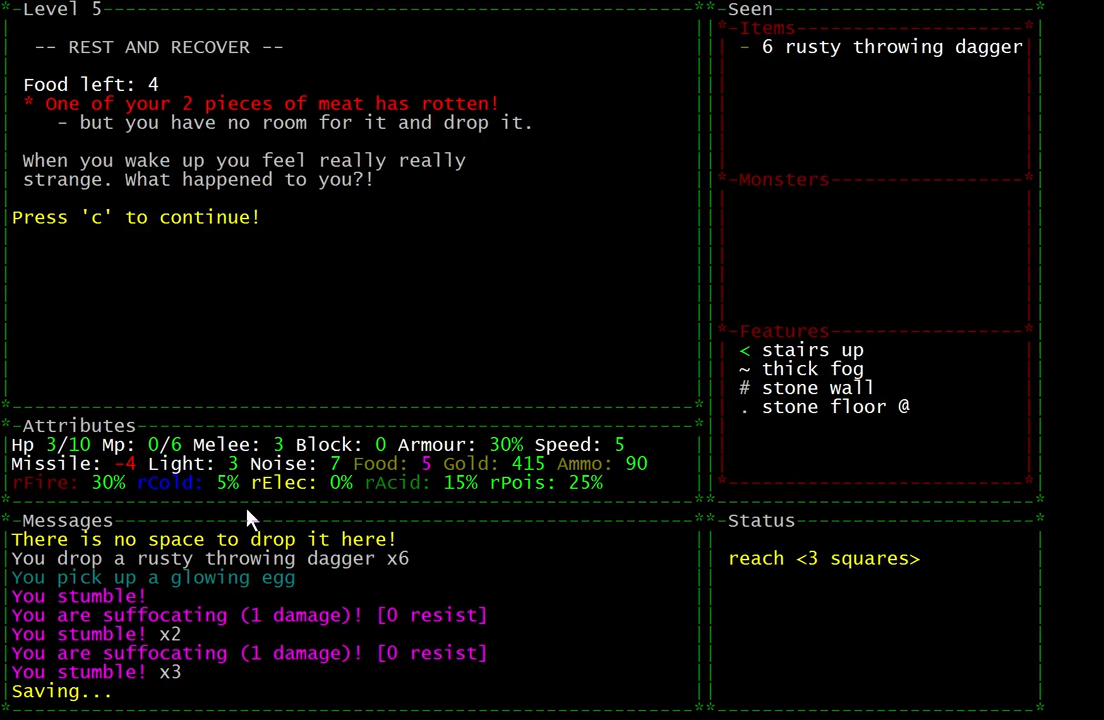 Level 5
-- REST AND RECOVER --
Food left: 4
* One of your 2 pieces of meat has rotten!
- but you have no room for it and drop it.
When you wake up you feel really really
strange. What happened to you?!
Press 'c' to continue!
Attributes
Hp 3/10 Mp: 0/6 Melee: 3 Block: 0 Armour: 30% Speed: 5
Missile: -4 Light: 3 Noise: 7 Food: 5 Gold: 415 Ammo: 90
rFire: 30% rCold: 5% rElec: 0% rAcid: 15% rPois: 25%
Messages
There is no space to drop it here!
You drop a rusty throwing dagger x6
You pick up a glowing egg
You stumble!
You are suffocating (1 damage)! [0 resist]
You stumble! x2
You are suffocating (1 damage)! [0 resist]
You stumble! x3
Saving...
Seen
Items
- 6 rusty throwing dagger
Monsters
Features
< stairs up
~ thick fog
# stone wall
. stone floor @
Status
reach <3 squares>